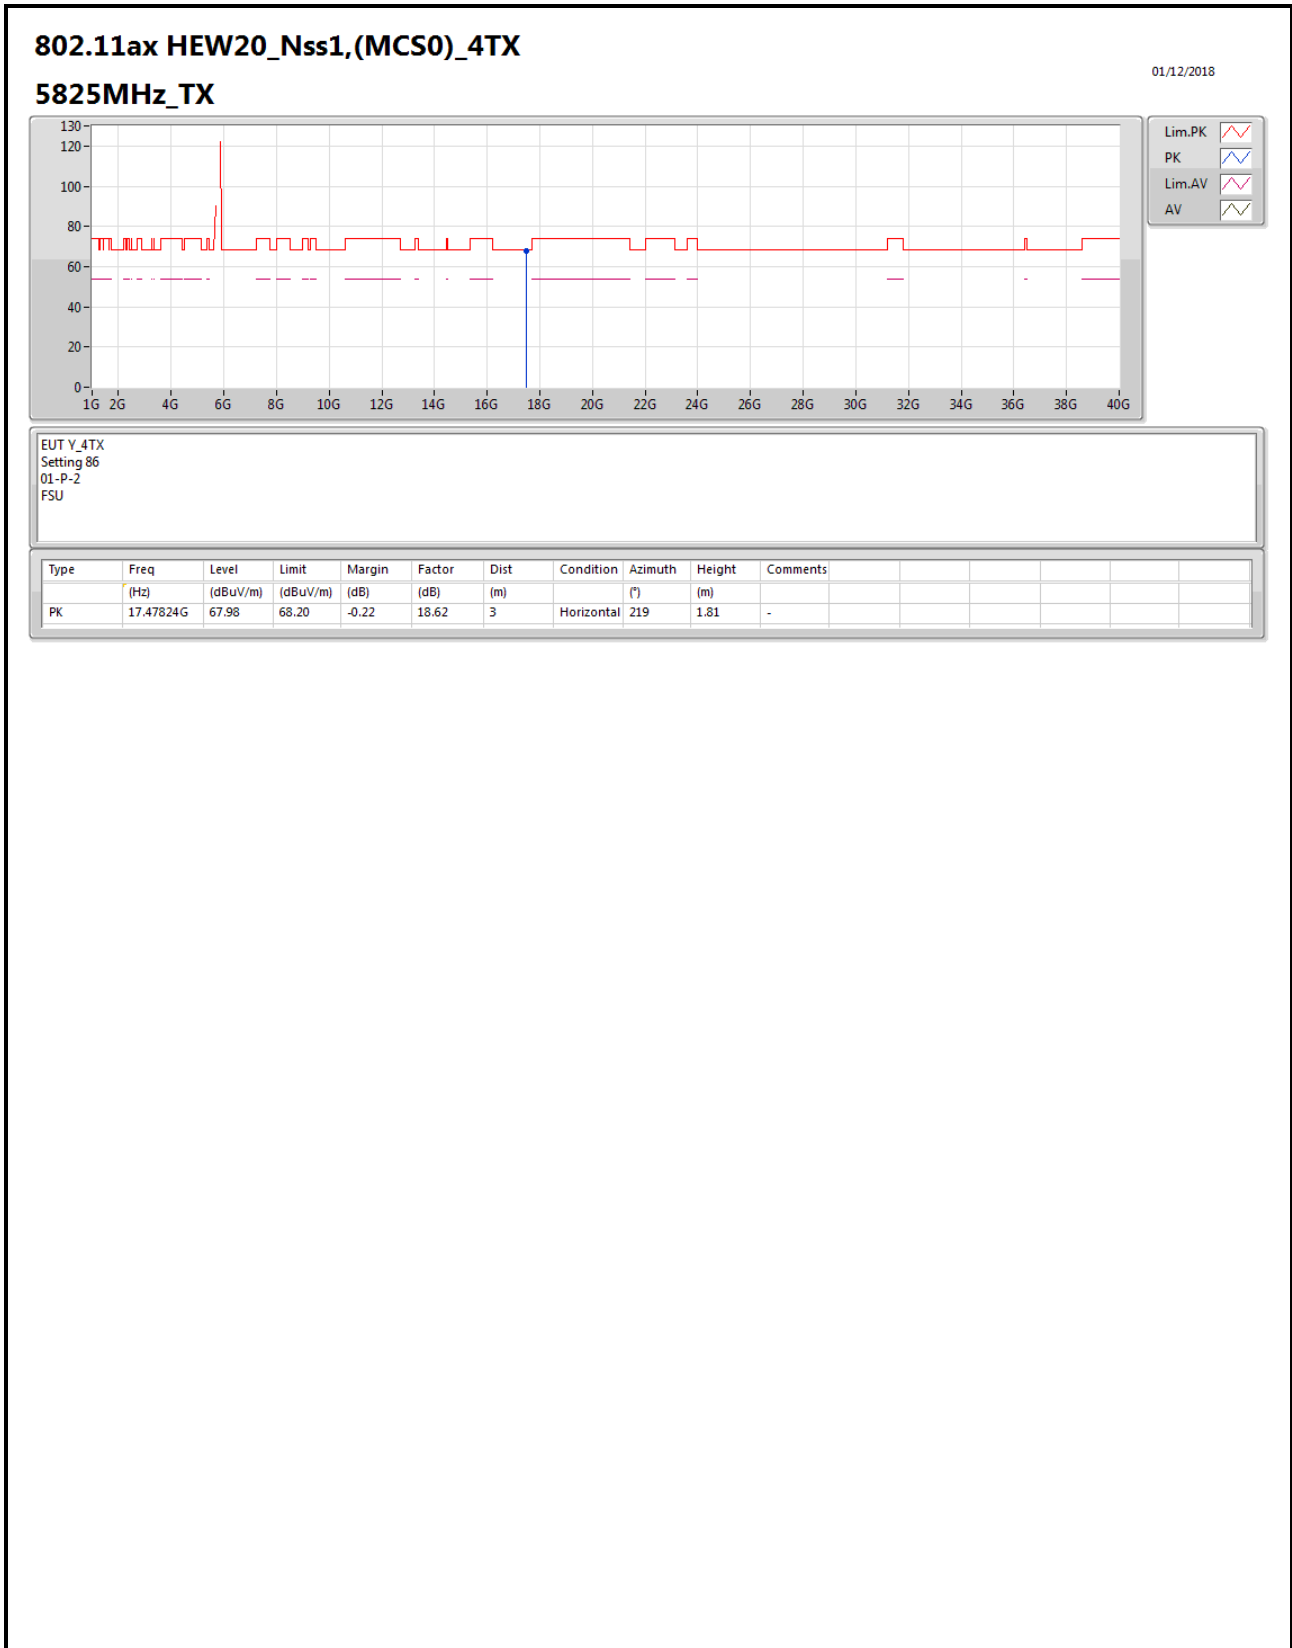 802.11ax HEW20_Nss1,(MCS0)_4TX
01/12/2018
5825MHz_TX
130
120
100
80
60
40
20
0
1G 2G 4G 6G 8G 10G 12G 14G 16G 18G 20G 22G 24G 26G 28G 30G 32G 34G 36G 38G 40G
Lim.PK
PK
Lim.AV
AV
EUT Y_4TX
Setting 86
01-P-2
FSU
Type Freq Level Limit Margin Factor Dist Condition Azimuth Height Comments
(Hz) (dBuV/m) (dBuV/m) (dB) (dB) (m) (°) (m)
PK 17.47824G 67.98 68.20 -0.22 18.62 3 Horizontal 219 1.81 -